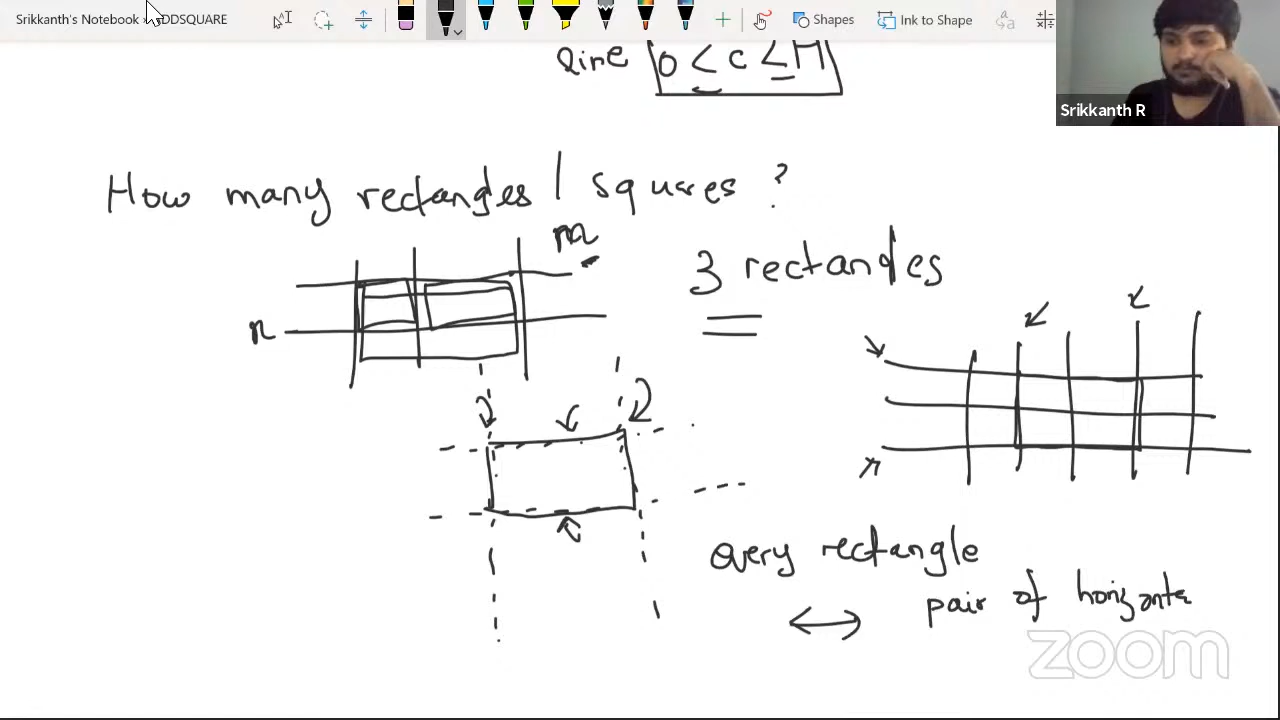 Srikkanth's Notebook
DDSQUARE
Shapes
Ink to Shape
line 0 ≤ c ≤ M
Srikkanth R
How many rectangles / squares ?
m
3 rectangles
n
every rectangle
↔ pair of horizonta
zoom